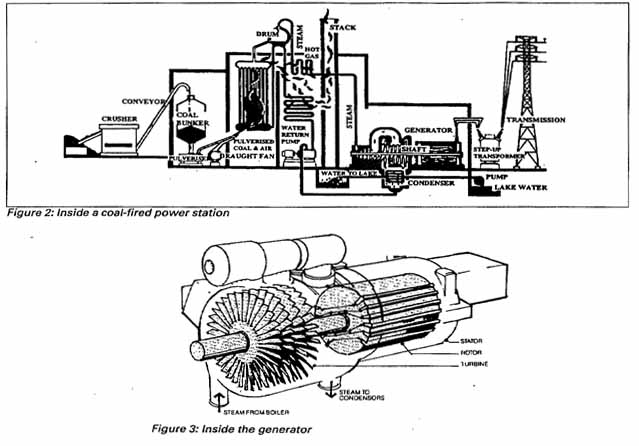 DRUM
STEAM
STACK
HOT
GAS
CONVEYOR
CRUSHER
COAL
BUNKER
STEAM
GENERATOR
TRANSMISSION
PULVERISED
COAL & AIR
WATER
RETURN
PUMP
SHAFT
STEP-UP
TRANSFORMER
PULVERISER
DRAUGHT FAN
WATER TO LAKE
CONDENSER
PUMP
LAKE WATER
Figure 2: Inside a coal-fired power station
STATOR
ROTOR
TURBINE
STEAM TO
CONDENSORS
STEAM FROM BOILER
Figure 3: Inside the generator